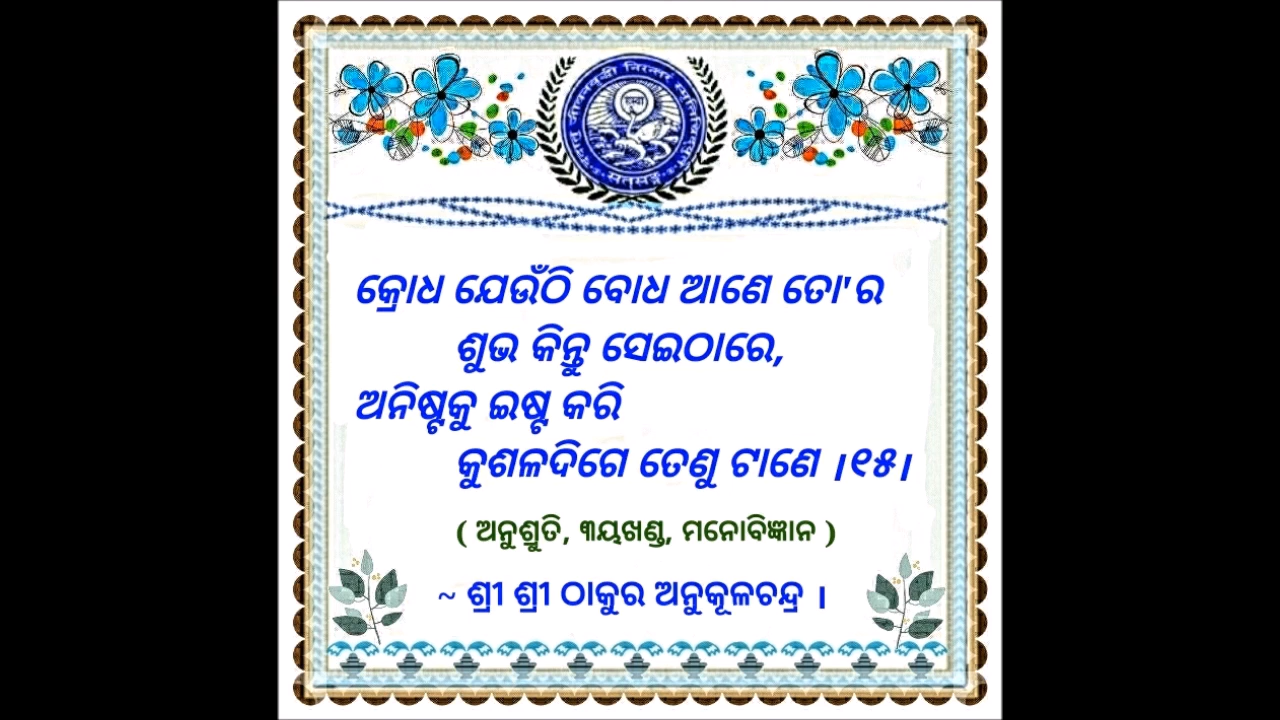 କ୍ରୋଧ ଯେଉଁଠି ବୋଧ ଆଣେ ତୋ'ର
ଶୁଭ କିନ୍ତୁ ସେଇଠାରେ,
ଅନିଷ୍ଟକୁ ଇଷ୍ଟ କରି
କୁଶଳଦିଗେ ତେଣୁ ଟାଣେ ।୧୫।
( ଅନୁଶ୍ରୁତି, ୩ୟଖଣ୍ଡ, ମନୋବିଜ୍ଞାନ )
~ ଶ୍ରୀ ଶ୍ରୀ ଠାକୁର ଅନୁକୂଳଚନ୍ଦ୍ର ।